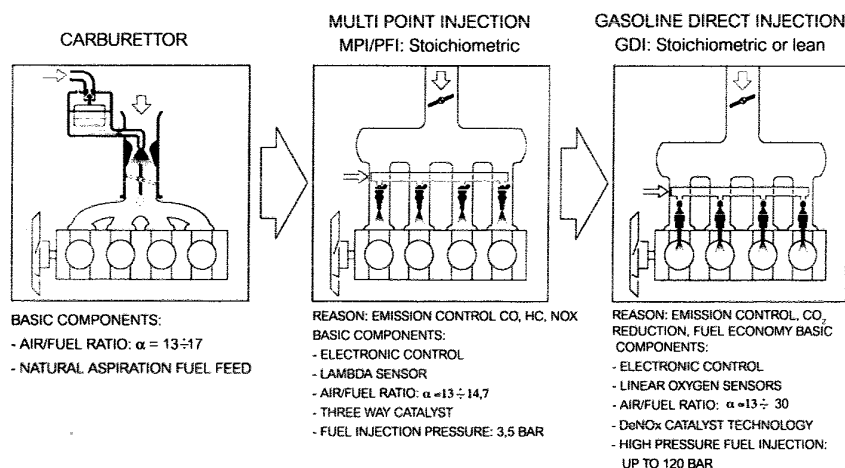 CARBURETTOR
BASIC COMPONENTS:
- AIR/FUEL RATIO: α = 13÷17
- NATURAL ASPIRATION FUEL FEED
MULTI POINT INJECTION
MPI/PFI: Stoichiometric
REASON: EMISSION CONTROL CO, HC, NOX
BASIC COMPONENTS:
- ELECTRONIC CONTROL
- LAMBDA SENSOR
- AIR/FUEL RATIO: α =13 ÷ 14,7
- THREE WAY CATALYST
- FUEL INJECTION PRESSURE: 3,5 BAR
GASOLINE DIRECT INJECTION
GDI: Stoichiometric or lean
REASON: EMISSION CONTROL, CO₂
REDUCTION, FUEL ECONOMY BASIC
COMPONENTS:
- ELECTRONIC CONTROL
- LINEAR OXYGEN SENSORS
- AIR/FUEL RATIO: α =13 ÷ 30
- DeNOx CATALYST TECHNOLOGY
- HIGH PRESSURE FUEL INJECTION:
UP TO 120 BAR